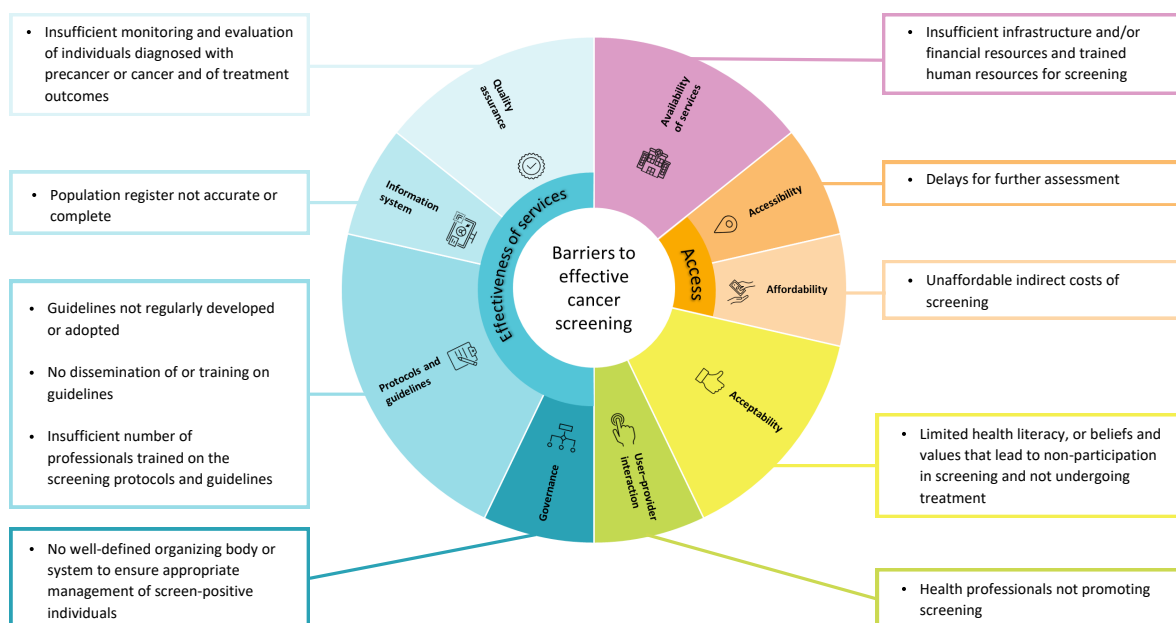 • Insufficient monitoring and evaluation
of individuals diagnosed with
precancer or cancer and of treatment
outcomes
• Population register not accurate or
complete
• Guidelines not regularly developed
or adopted
• No dissemination of or training on
guidelines
• Insufficient number of
professionals trained on the
screening protocols and guidelines
• No well-defined organizing body or
system to ensure appropriate
management of screen-positive
individuals
Quality
assurance
Information
system
Protocols and
guidelines
Governance
Effectiveness of services
Barriers to
effective
cancer
screening
Access
Availability
of services
Accessibility
Affordability
Acceptability
User–provider
interaction
• Insufficient infrastructure and/or
financial resources and trained
human resources for screening
• Delays for further assessment
• Unaffordable indirect costs of
screening
• Limited health literacy, or beliefs and
values that lead to non-participation
in screening and not undergoing
treatment
• Health professionals not promoting
screening